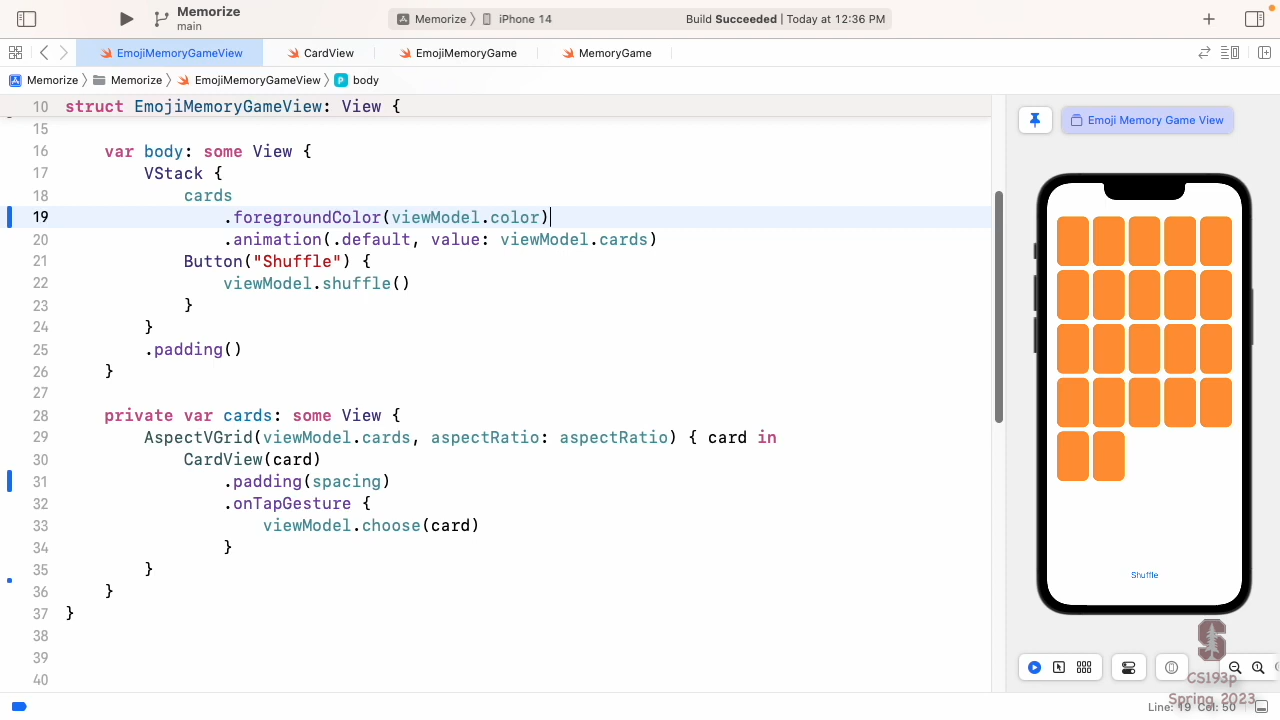 Memorize
main
Memorize 〉 iPhone 14
Build Succeeded | Today at 12:36 PM
EmojiMemoryGameView
CardView
EmojiMemoryGame
MemoryGame
Memorize 〉 Memorize 〉 EmojiMemoryGameView 〉 P body
10 struct EmojiMemoryGameView: View {
15
16 var body: some View {
17 VStack {
18 cards
19 .foregroundColor(viewModel.color)
20 .animation(.default, value: viewModel.cards)
21 Button("Shuffle") {
22 viewModel.shuffle()
23 }
24 }
25 .padding()
26 }
27
28 private var cards: some View {
29 AspectVGrid(viewModel.cards, aspectRatio: aspectRatio) { card in
30 CardView(card)
31 .padding(spacing)
32 .onTapGesture {
33 viewModel.choose(card)
34 }
35 }
36 }
37 }
38
39
40
Emoji Memory Game View
Shuffle
S
CS193p
Spring 2023
Line: 19 Col: 50